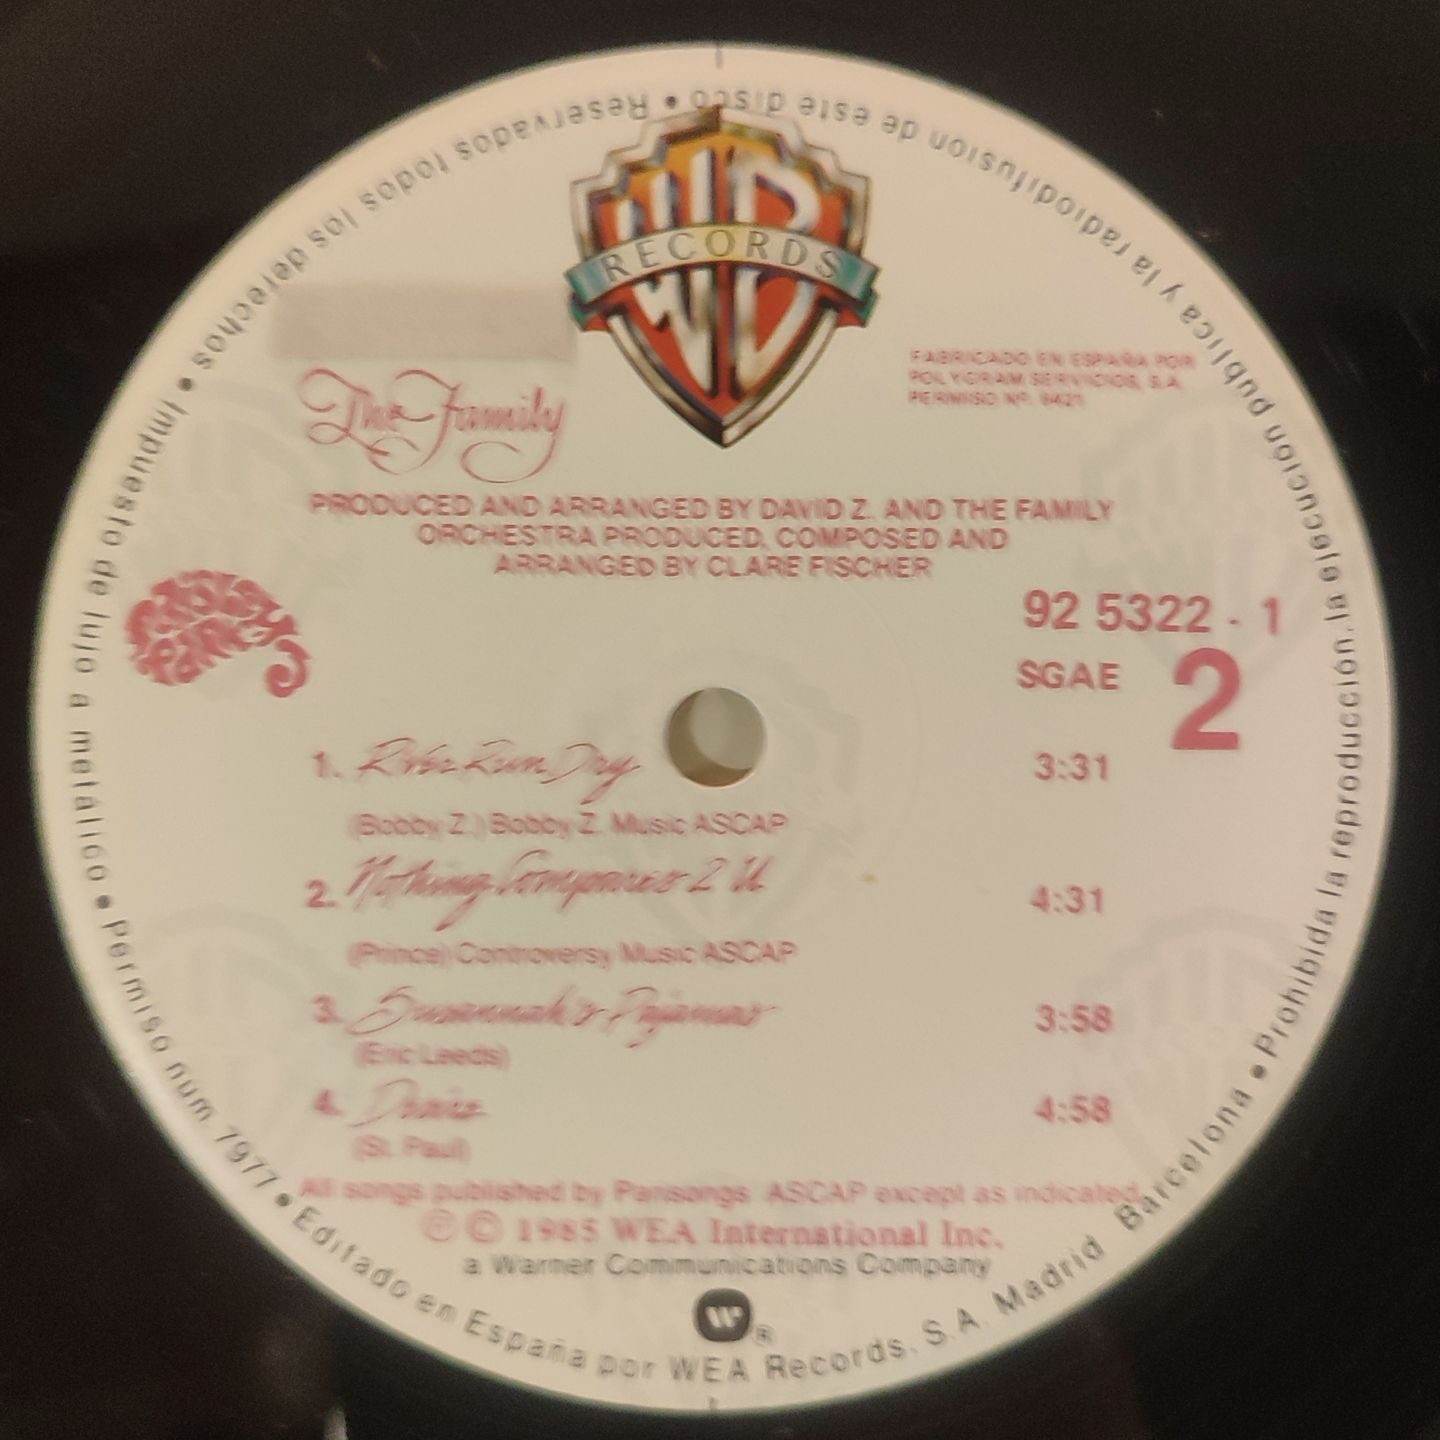 Reservados todos los derechos • Impuesto de lujo a metálico • Permiso núm 7977 • Editado en España por WEA Records, S.A. Madrid Barcelona • Prohibida la reproducción, la ejecución pública y la radiodifusión de este disco •
WB
RECORDS
FABRICADO EN ESPAÑA POR
POLYGRAM SERVICIOS, S.A.
PERMISO Nº. 6421
The Family
PRODUCED AND ARRANGED BY DAVID Z. AND THE FAMILY
ORCHESTRA PRODUCED, COMPOSED AND
ARRANGED BY CLARE FISCHER
paisley park
92 5322 - 1
SGAE 2
1. River Run Dry 3:31
(Bobby Z.) Bobby Z. Music ASCAP
2. Nothing Compares 2 U 4:31
(Prince) Controversy Music ASCAP
3. Susannah's Pajamas 3:58
(Eric Leeds)
4. Desire 4:58
(St. Paul)
All songs published by Parisongs ASCAP except as indicated.
Ⓟ © 1985 WEA International Inc.
a Warner Communications Company
W ®